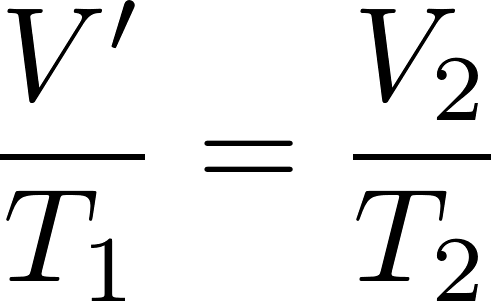 V′/T₁ = V₂/T₂